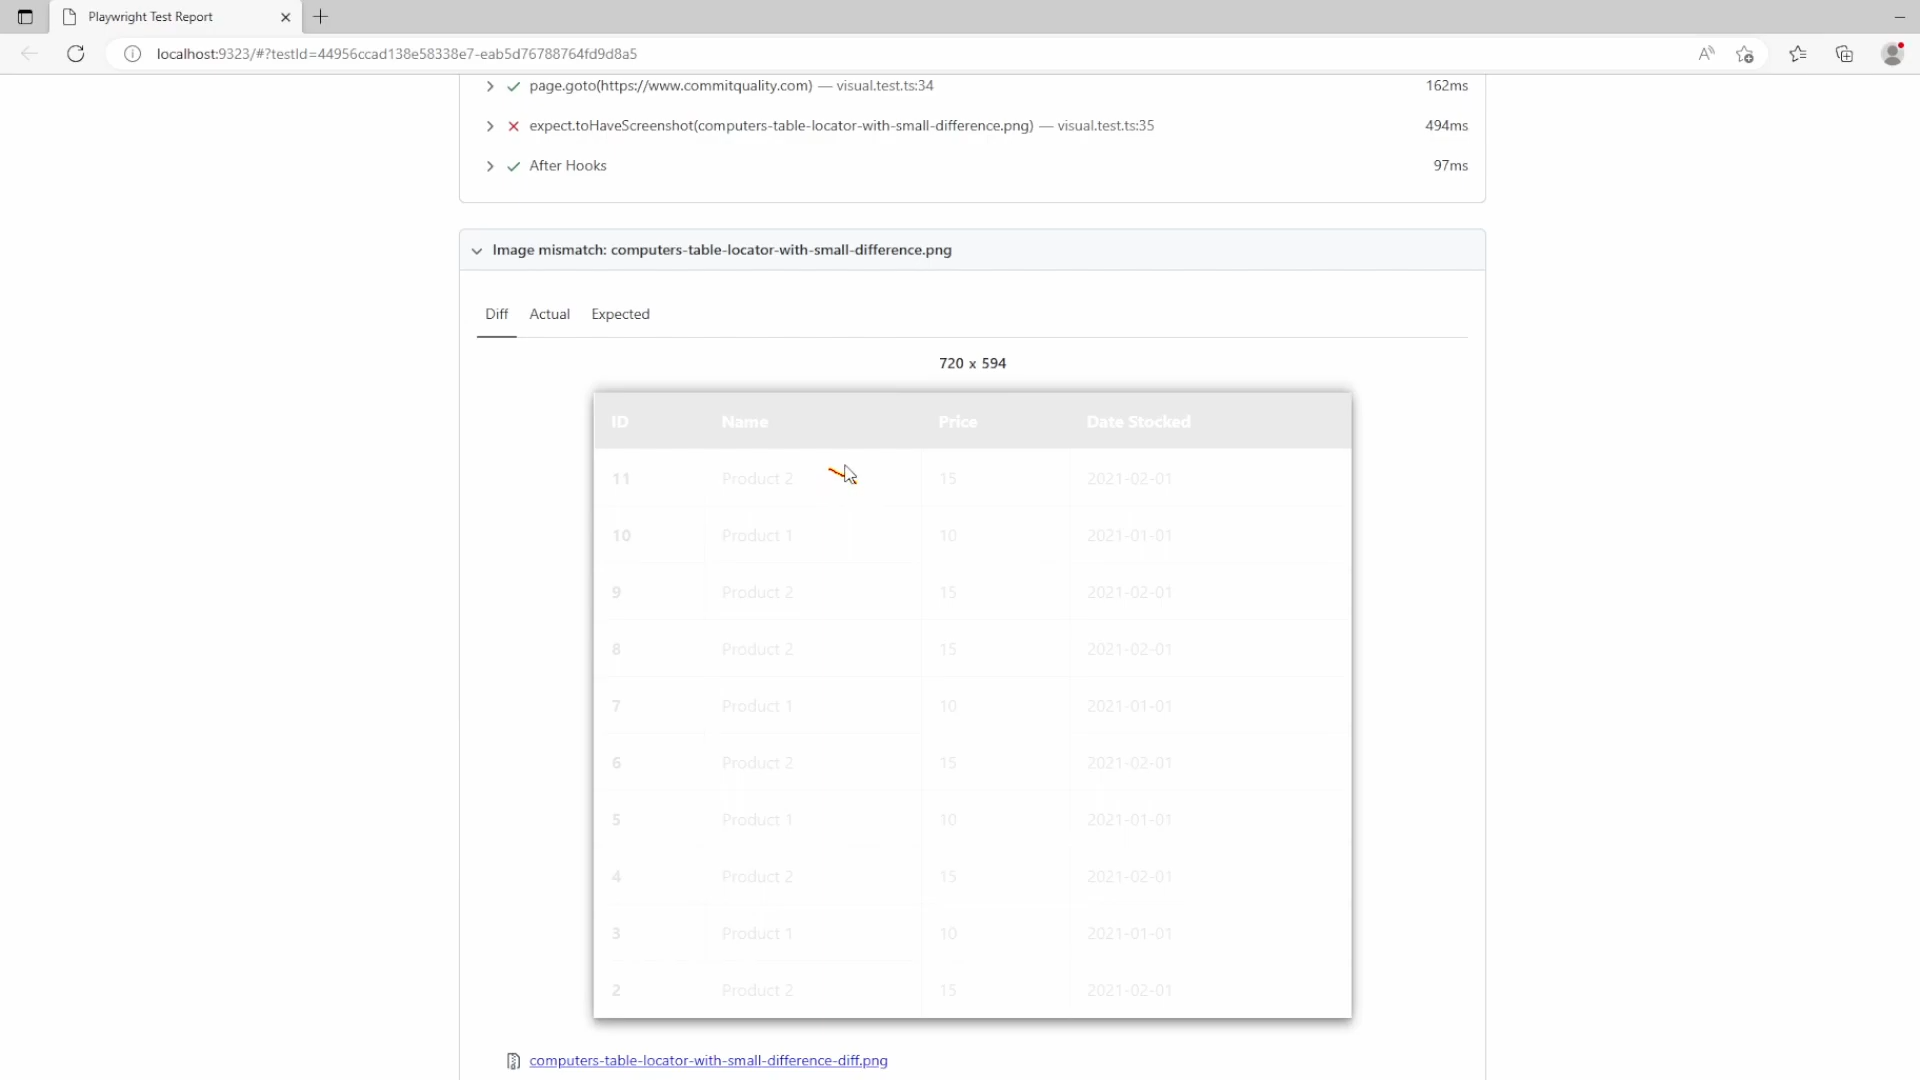 Playwright Test Report
localhost:9323/#?testId=44956ccad138e58338e7-eab5d76788764fd9d8a5
page.goto(https://www.commitquality.com) — visual.test.ts:34 162ms
expect.toHaveScreenshot(computers-table-locator-with-small-difference.png) — visual.test.ts:35 494ms
After Hooks 97ms
Image mismatch: computers-table-locator-with-small-difference.png
Diff Actual Expected
720 x 594
ID Name Price Date Stocked
11 Product 2 15 2021-02-01
10 Product 1 10 2021-01-01
9 Product 2 15 2021-02-01
8 Product 2 15 2021-02-01
7 Product 1 10 2021-01-01
6 Product 2 15 2021-02-01
5 Product 1 10 2021-01-01
4 Product 2 15 2021-02-01
3 Product 1 10 2021-01-01
2 Product 2 15 2021-02-01
computers-table-locator-with-small-difference-diff.png